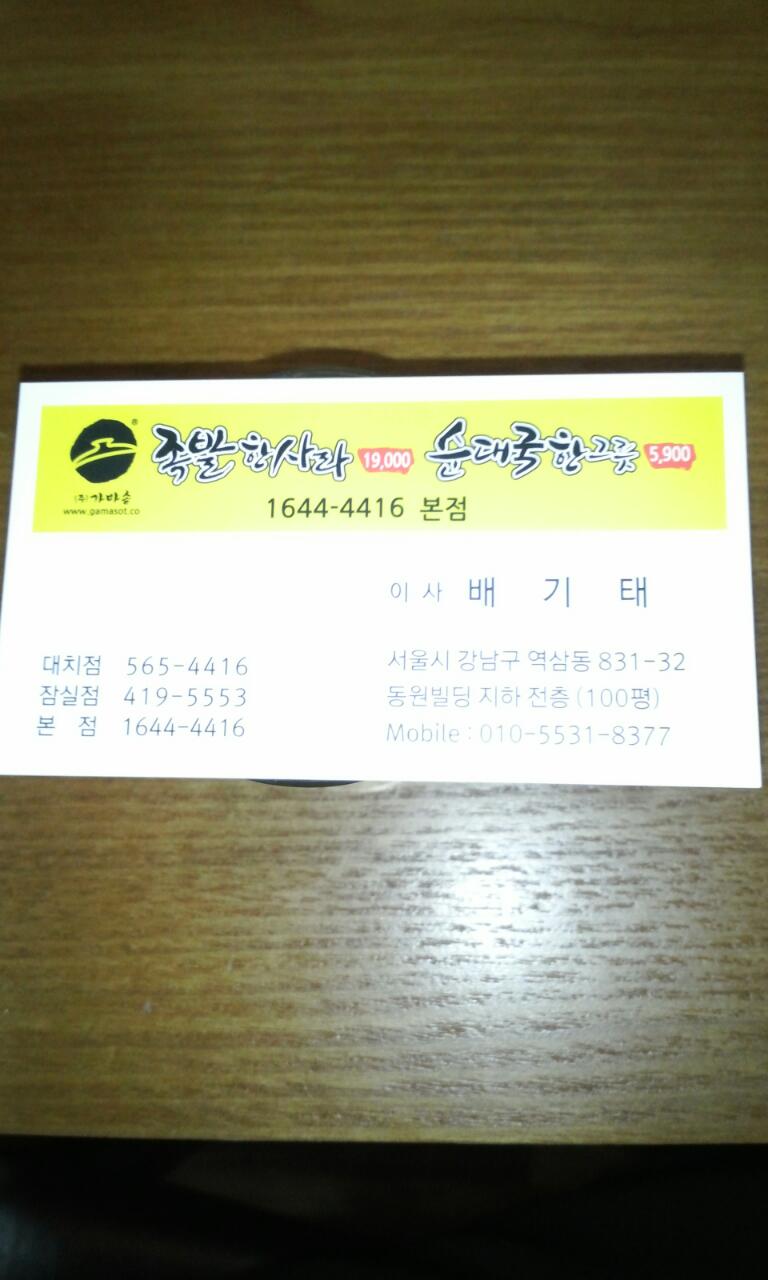 족발 한사라 19,000 순대국 한그릇 5,900
®
(주)가마솥
www.gamasot.co
1644-4416 본점
이사 배 기 태
대치점 565-4416
잠실점 419-5553
본 점 1644-4416
서울시 강남구 역삼동 831-32
동원빌딩 지하 전층 (100평)
Mobile : 010-5531-8377